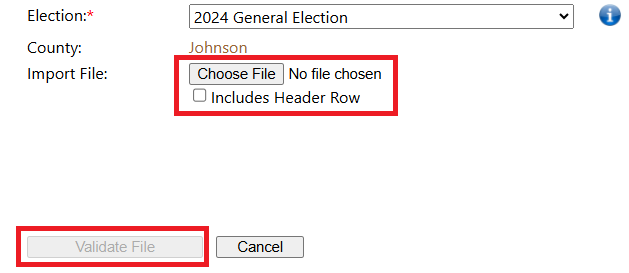 Election:* 2024 General Election
County: Johnson
Import File: Choose File No file chosen
Includes Header Row
Validate File Cancel